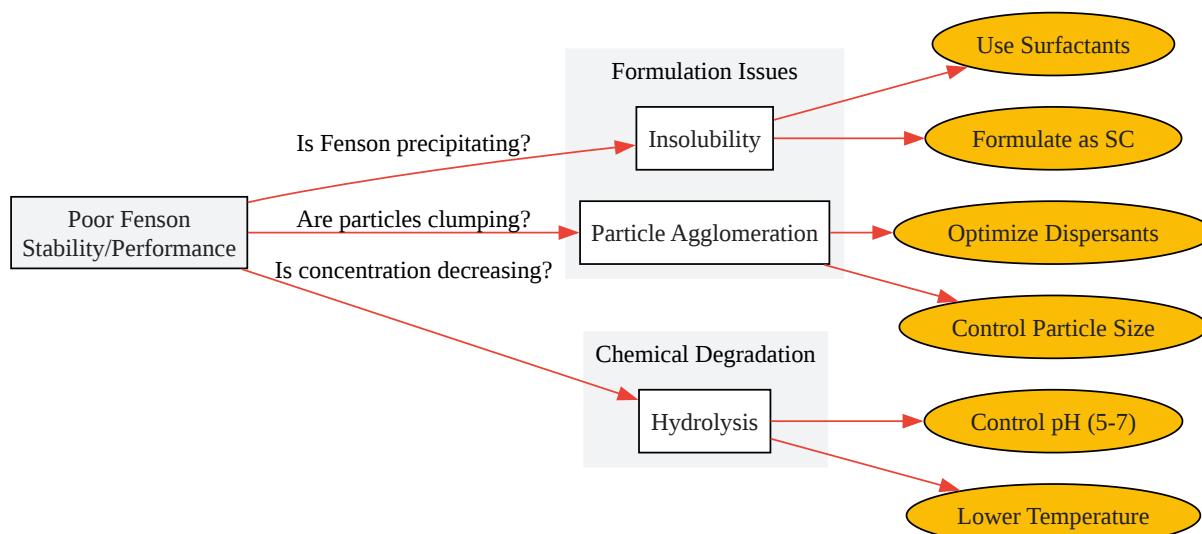 Poor Fenson
Stability/Performance
Is Fenson precipitating?
Are particles clumping?
Is concentration decreasing?
Formulation Issues
Insolubility
Particle Agglomeration
Chemical Degradation
Hydrolysis
Use Surfactants
Formulate as SC
Optimize Dispersants
Control Particle Size
Control pH (5-7)
Lower Temperature